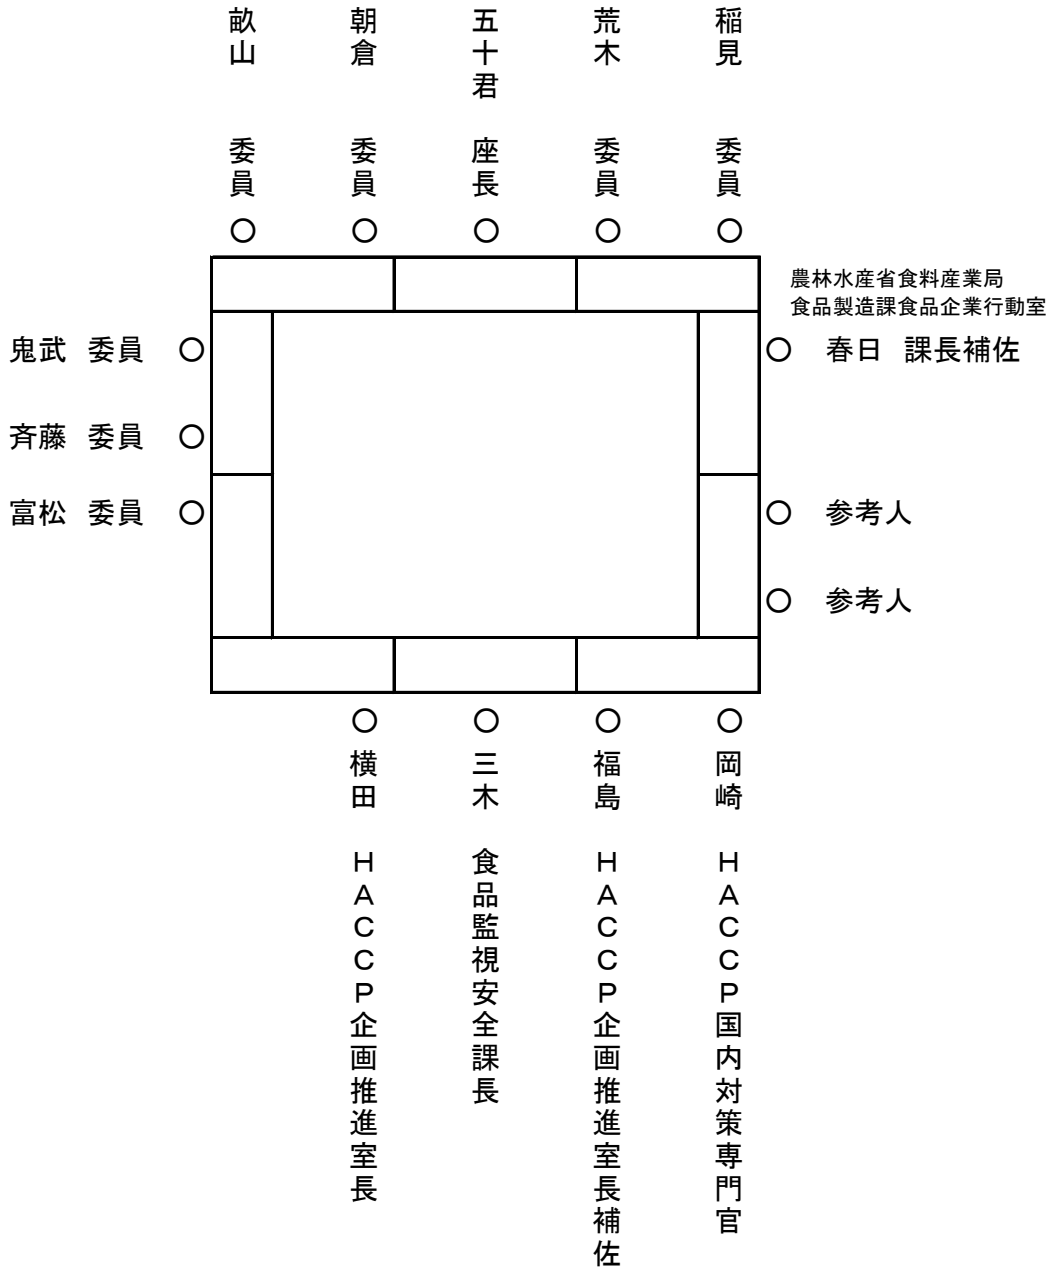 畝山 委員
朝倉 委員
五十君 座長
荒木 委員
稲見 委員
農林水産省食料産業局
食品製造課食品企業行動室
鬼武 委員
春日 課長補佐
斉藤 委員
富松 委員
参考人
参考人
横田 HACCP企画推進室長
三木 食品監視安全課長
福島 HACCP企画推進室長補佐
岡崎 HACCP国内対策専門官